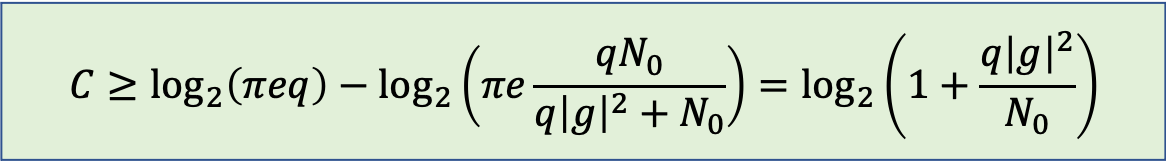 C ≥ log₂(πeq) − log₂(πe qN₀ / (q|g|² + N₀)) = log₂(1 + q|g|² / N₀)